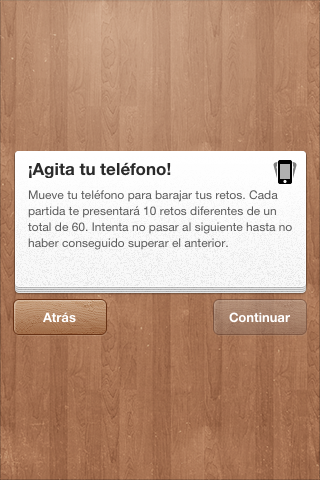 ¡Agita tu teléfono!
Mueve tu teléfono para barajar tus retos. Cada
partida te presentará 10 retos diferentes de un
total de 60. Intenta no pasar al siguiente hasta no
haber conseguido superar el anterior.
Atrás
Continuar